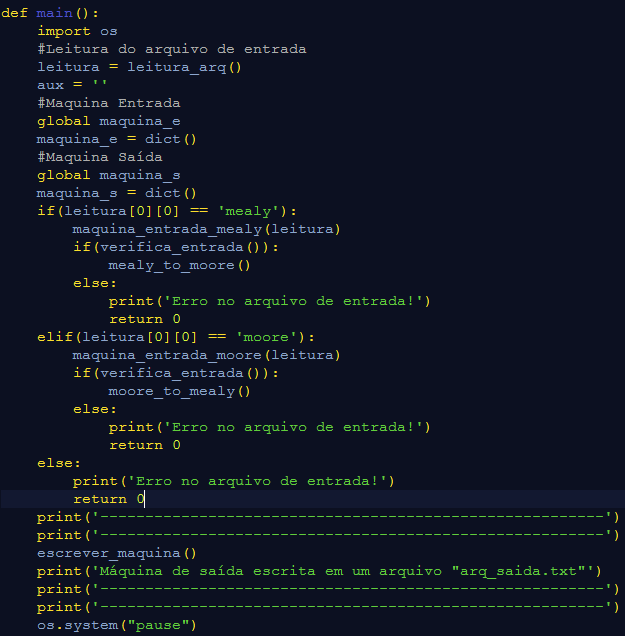 def main():
    import os
    #Leitura do arquivo de entrada
    leitura = leitura_arq()
    aux = ''
    #Maquina Entrada
    global maquina_e
    maquina_e = dict()
    #Maquina Saída
    global maquina_s
    maquina_s = dict()
    if(leitura[0][0] == 'mealy'):
        maquina_entrada_mealy(leitura)
        if(verifica_entrada()):
            mealy_to_moore()
        else:
            print('Erro no arquivo de entrada!')
            return 0
    elif(leitura[0][0] == 'moore'):
        maquina_entrada_moore(leitura)
        if(verifica_entrada()):
            moore_to_mealy()
        else:
            print('Erro no arquivo de entrada!')
            return 0
    else:
        print('Erro no arquivo de entrada!')
        return 0
    print('--------------------------------------------------------')
    print('--------------------------------------------------------')
    escrever_maquina()
    print('Máquina de saída escrita em um arquivo "arq_saida.txt"')
    print('--------------------------------------------------------')
    print('--------------------------------------------------------')
    os.system("pause")